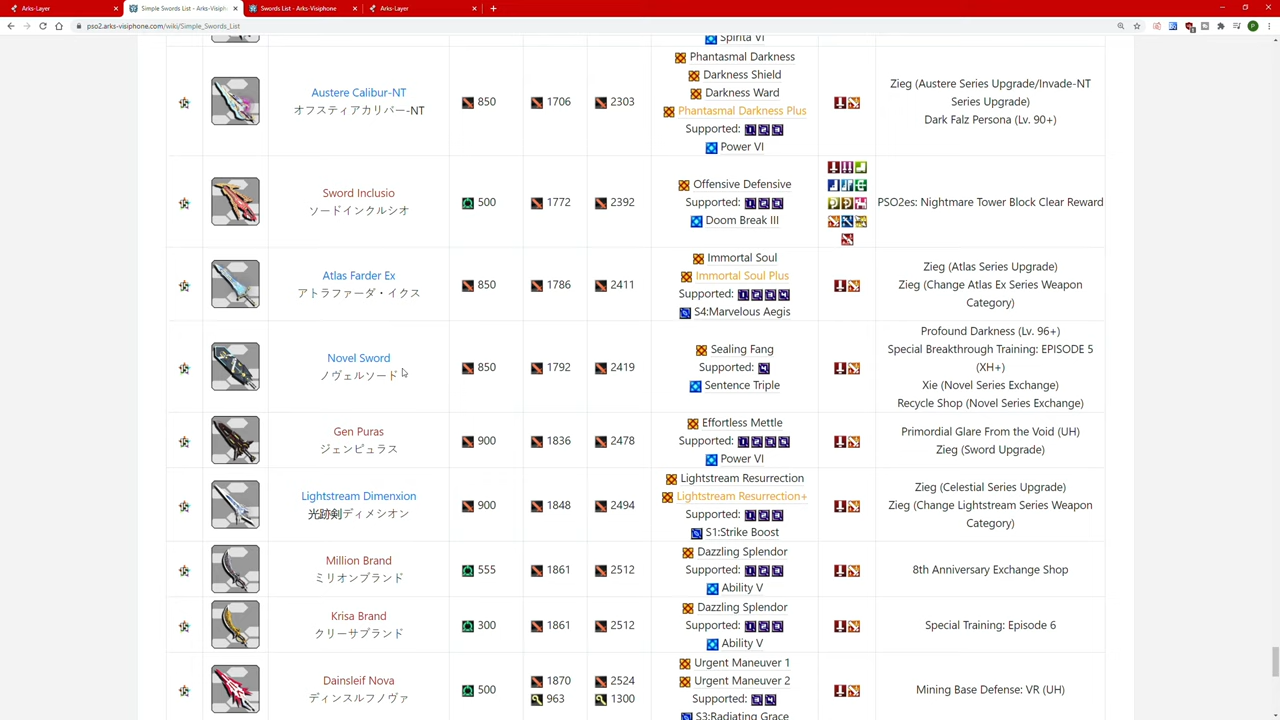 Arks-Layer
Simple Swords List - Arks-Visiphone
Swords List - Arks-Visiphone
Arks-Layer
pso2.arks-visiphone.com/wiki/Simple_Swords_List
Spirita VI
Austere Calibur-NT
オフスティアカリバー-NT
850
1706
2303
Phantasmal Darkness
Darkness Shield
Darkness Ward
Phantasmal Darkness Plus
Supported:
Power VI
Zieg (Austere Series Upgrade/Invade-NT
Series Upgrade)
Dark Falz Persona (Lv. 90+)
Sword Inclusio
ソードインクルシオ
500
1772
2392
Offensive Defensive
Supported:
Doom Break III
PSO2es: Nightmare Tower Block Clear Reward
Atlas Farder Ex
アトラファーダ・イクス
850
1786
2411
Immortal Soul
Immortal Soul Plus
Supported:
S4:Marvelous Aegis
Zieg (Atlas Series Upgrade)
Zieg (Change Atlas Ex Series Weapon
Category)
Novel Sword
ノヴェルソード
850
1792
2419
Sealing Fang
Supported:
Sentence Triple
Profound Darkness (Lv. 96+)
Special Breakthrough Training: EPISODE 5
(XH+)
Xie (Novel Series Exchange)
Recycle Shop (Novel Series Exchange)
Gen Puras
ジェンピュラス
900
1836
2478
Effortless Mettle
Supported:
Power VI
Primordial Glare From the Void (UH)
Zieg (Sword Upgrade)
Lightstream Dimenxion
光跡剣ディメシオン
900
1848
2494
Lightstream Resurrection
Lightstream Resurrection+
Supported:
S1:Strike Boost
Zieg (Celestial Series Upgrade)
Zieg (Change Lightstream Series Weapon
Category)
Million Brand
ミリオンブランド
555
1861
2512
Dazzling Splendor
Supported:
Ability V
8th Anniversary Exchange Shop
Krisa Brand
クリーサブランド
300
1861
2512
Dazzling Splendor
Supported:
Ability V
Special Training: Episode 6
Dainsleif Nova
ディンスルフノヴァ
500
1870
963
2524
1300
Urgent Maneuver 1
Urgent Maneuver 2
Supported:
S3:Radiating Grace
Mining Base Defense: VR (UH)